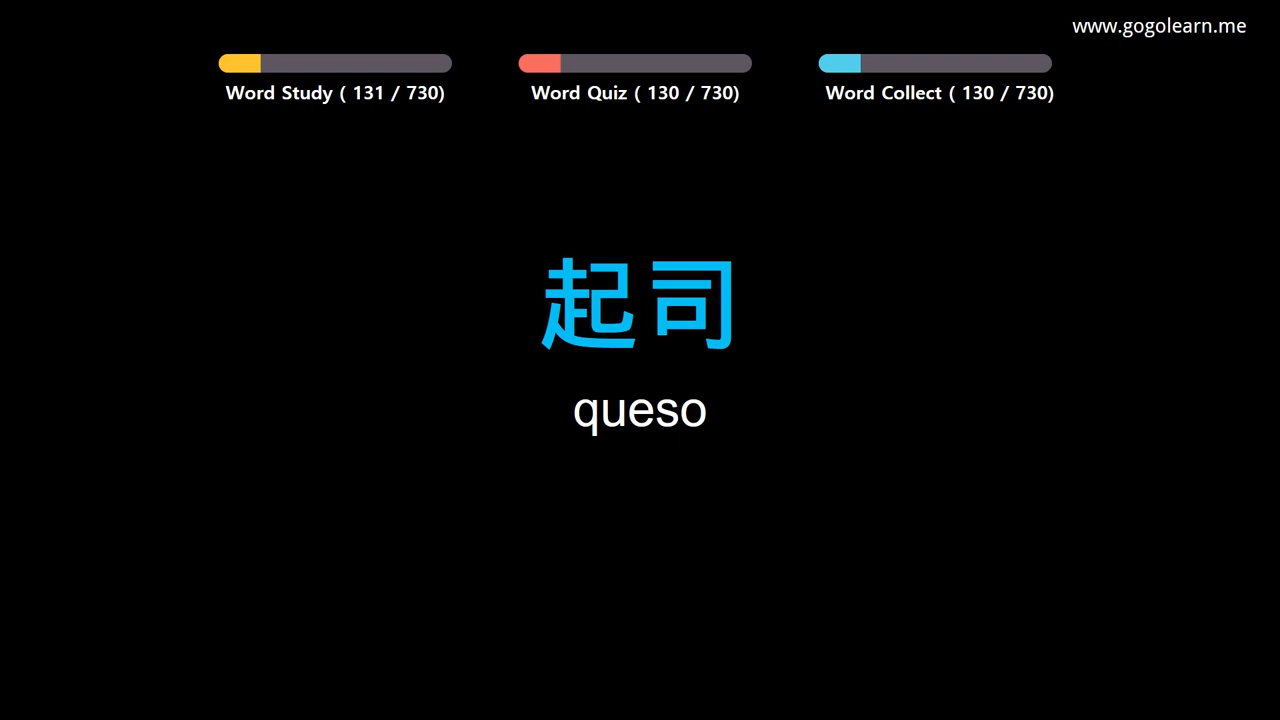 www.gogolearn.me
Word Study ( 131 / 730)
Word Quiz ( 130 / 730)
Word Collect ( 130 / 730)
起司
queso